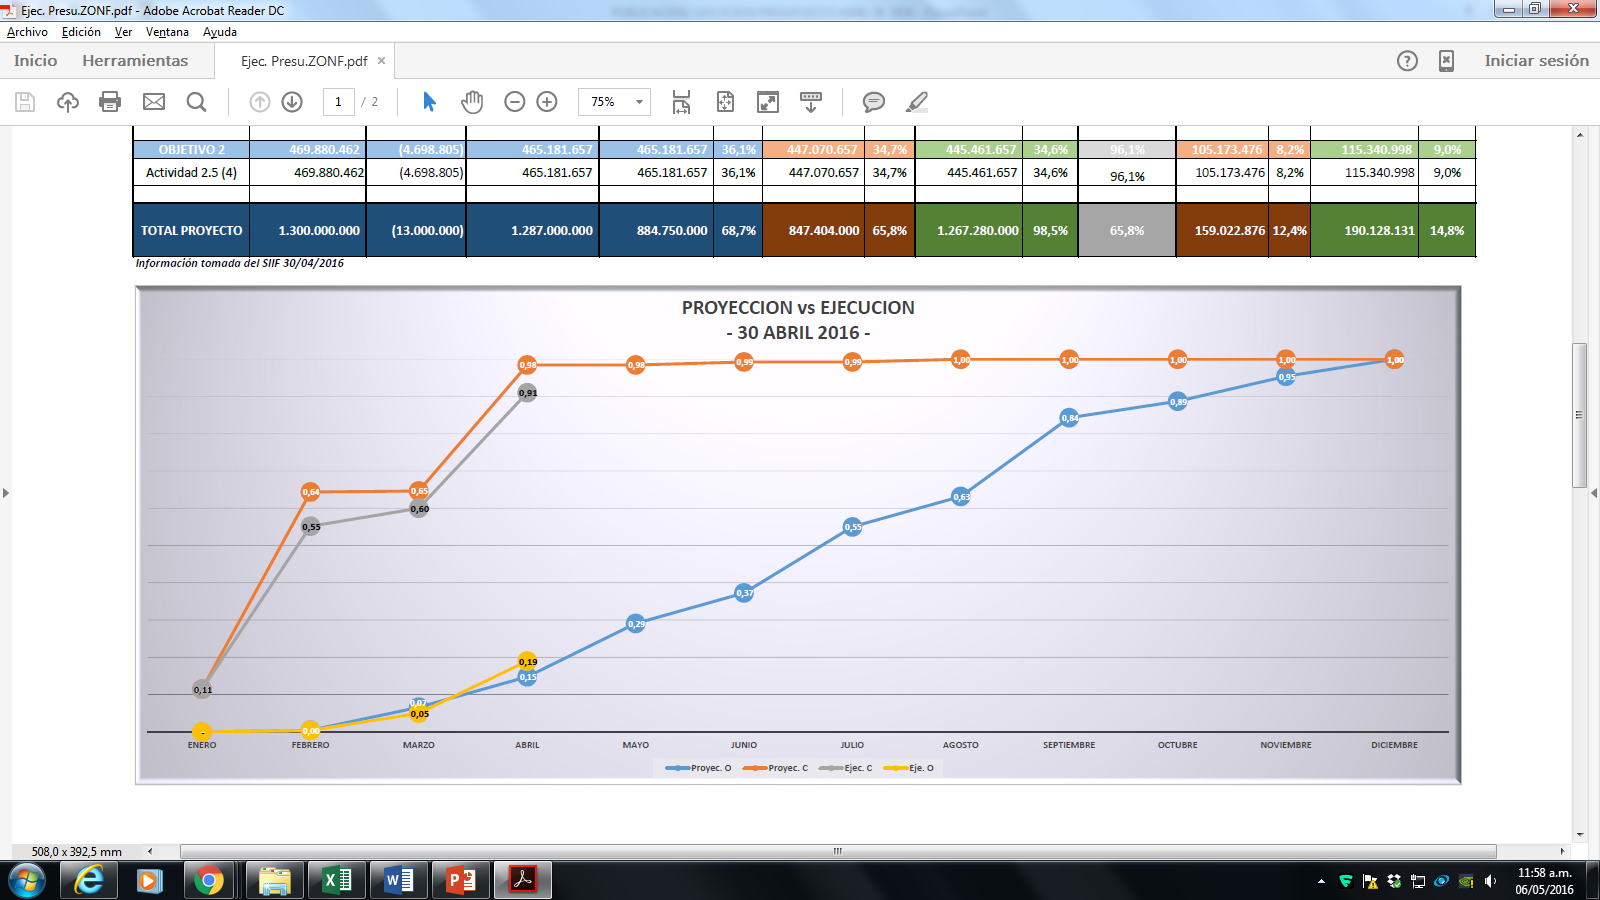 Ejec. Presu.ZONF.pdf - Adobe Acrobat Reader DC
Archivo Edición Ver Ventana Ayuda
Inicio Herramientas Ejec. Presu.ZONF.pdf × Iniciar sesión
1 / 2 75%
OBJETIVO 2 469.880.462 (4.698.805) 465.181.657 465.181.657 36,1% 447.070.657 34,7% 445.461.657 34,6% 96,1% 105.173.476 8,2% 115.340.998 9,0%
Actividad 2.5 (4) 469.880.462 (4.698.805) 465.181.657 465.181.657 36,1% 447.070.657 34,7% 445.461.657 34,6% 96,1% 105.173.476 8,2% 115.340.998 9,0%
TOTAL PROYECTO 1.300.000.000 (13.000.000) 1.287.000.000 884.750.000 68,7% 847.404.000 65,8% 1.267.280.000 98,5% 65,8% 159.022.876 12,4% 190.128.131 14,8%
Información tomada del SIIF 30/04/2016
PROYECCION vs EJECUCION
- 30 ABRIL 2016 -
0,98 0,98 0,99 0,99 1,00 1,00 1,00 1,00 1,00
0,91 0,95
0,89
0,84
0,64 0,65
0,60 0,63
0,55 0,55
0,37
0,29
0,19
0,11 0,15
0,07
0,05
- 0,00
ENERO FEBRERO MARZO ABRIL MAYO JUNIO JULIO AGOSTO SEPTIEMBRE OCTUBRE NOVIEMBRE DICIEMBRE
Proyec. O Proyec. C Ejec. C Eje. O
508,0 x 392,5 mm
11:58 a.m.
06/05/2016